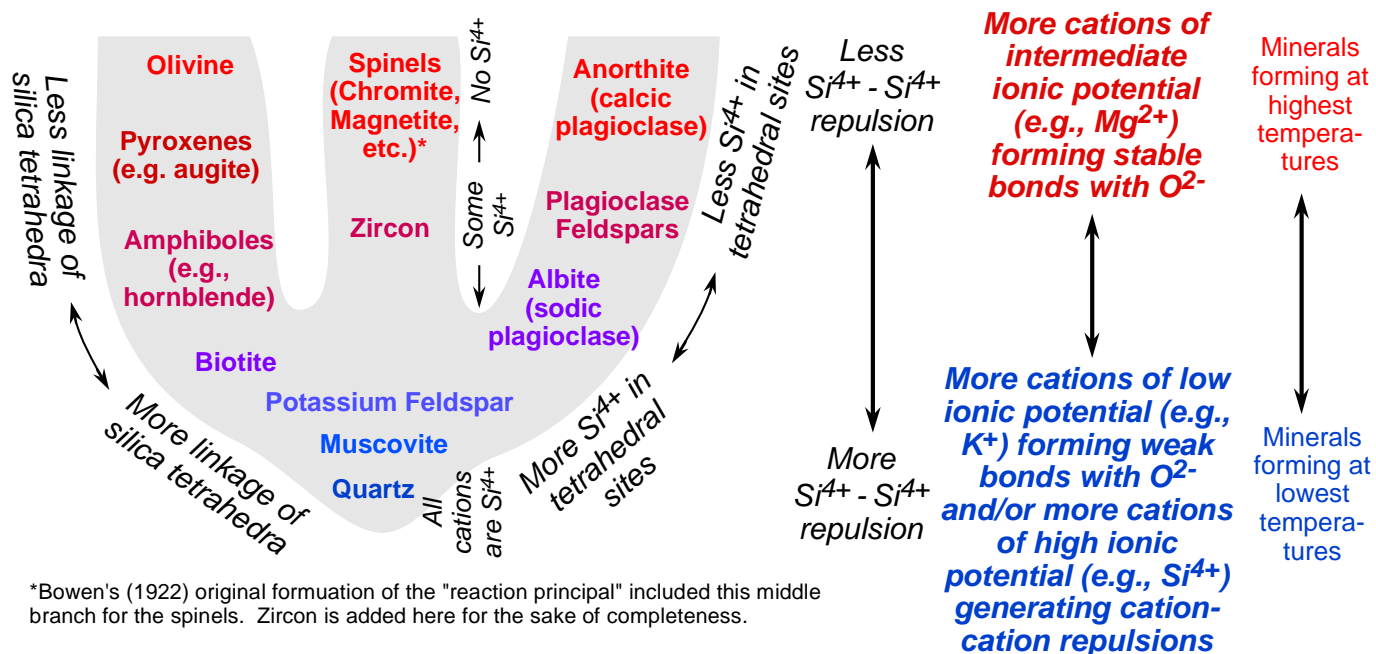 Less linkage of
silica tetrahedra
More linkage of
silica tetrahedra
Olivine
Pyroxenes
(e.g. augite)
Amphiboles
(e.g.,
hornblende)
Biotite
Spinels
(Chromite,
Magnetite,
etc.)*
Zircon
No Si4+
Some
Si4+
All
cations
are Si4+
Anorthite
(calcic
plagioclase)
Plagioclase
Feldspars
Albite
(sodic
plagioclase)
Potassium Feldspar
Muscovite
Quartz
Less Si4+ in
tetrahedral sites
More Si4+ in
tetrahedral
sites
Less
Si4+ - Si4+
repulsion
More
Si4+ - Si4+
repulsion
More cations of
intermediate
ionic potential
(e.g., Mg2+)
forming stable
bonds with O2-
More cations of low
ionic potential (e.g.,
K+) forming weak
bonds with O2-
and/or more cations
of high ionic
potential (e.g., Si4+)
generating cation-
cation repulsions
Minerals
forming at
highest
tempera-
tures
Minerals
forming at
lowest
tempera-
tures
*Bowen's (1922) original formuation of the "reaction principal" included this middle
branch for the spinels.  Zircon is added here for the sake of completeness.